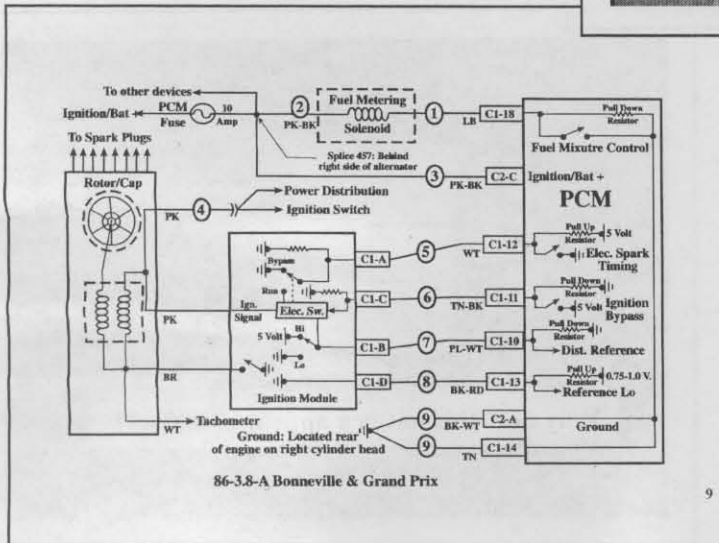 To other devices
Ignition/Bat +
PCM
Fuse
10
Amp
2
PK-BK
Fuel Metering
Solenoid
1
LB
C1-18
Pull Down
Resistor
Fuel Mixutre Control
To Spark Plugs
Splice 457: Behind
right side of alternator
3
PK-BK
C2-C
Ignition/Bat +
PCM
Rotor/Cap
Power Distribution
PK
4
Ignition Switch
5
WT
C1-12
Pull Up
Resistor
5 Volt
Elec. Spark
Timing
Bypass
Run
C1-A
C1-C
6
TN-BK
C1-11
Pull Down
Resistor
5 Volt
Ignition
Bypass
PK
Ign.
Signal
Elec. Sw.
5 Volt
Hi
Lo
C1-B
7
PL-WT
C1-10
Pull Down
Resistor
Dist. Reference
BR
C1-D
8
BK-RD
C1-13
Pull Up
Resistor
0.75-1.0 V.
Reference Lo
Ignition Module
WT
Tachometer
Ground: Located rear
of engine on right cylinder head
9
BK-WT
C2-A
Ground
9
TN
C1-14
86-3.8-A Bonneville & Grand Prix
9